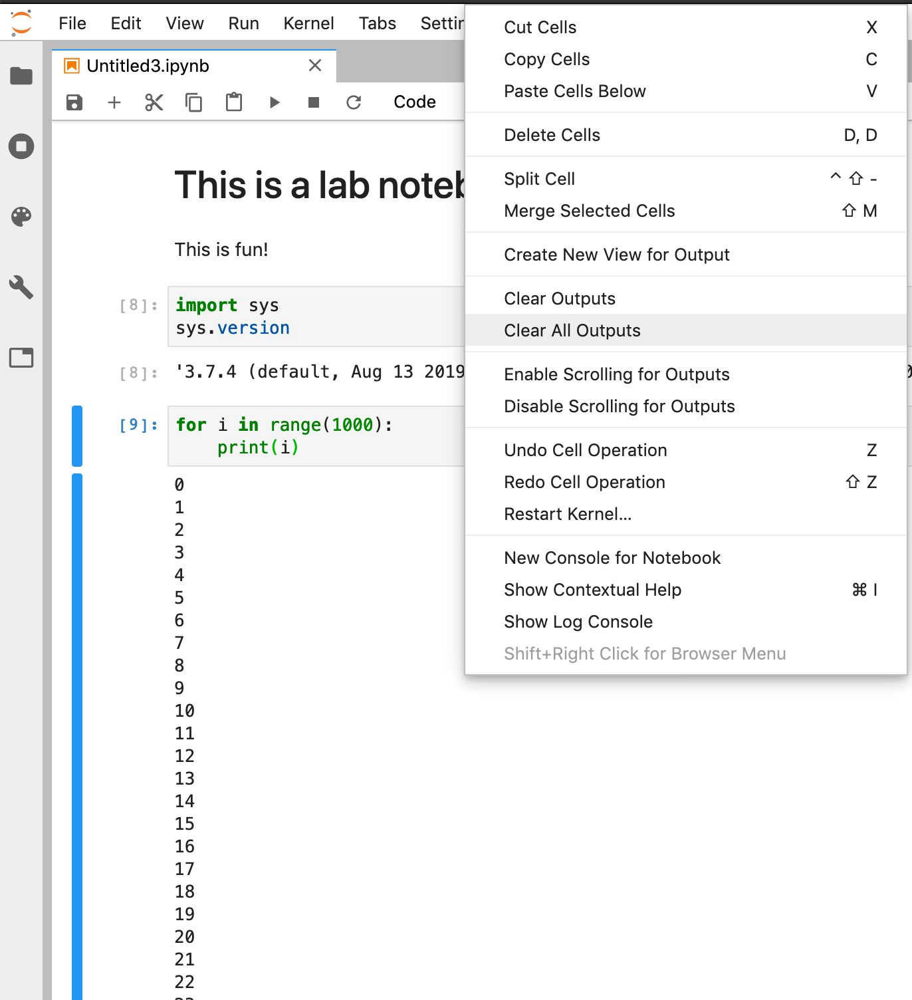 File Edit View Run Kernel Tabs Settin
Untitled3.ipynb
Code
This is a lab noteb
This is fun!
[8]: import sys
sys.version
[8]: '3.7.4 (default, Aug 13 2019
[9]: for i in range(1000):
    print(i)
0
1
2
3
4
5
6
7
8
9
10
11
12
13
14
15
16
17
18
19
20
21
22
Cut Cells X
Copy Cells C
Paste Cells Below V
Delete Cells D, D
Split Cell ^ ⇧ -
Merge Selected Cells ⇧ M
Create New View for Output
Clear Outputs
Clear All Outputs
Enable Scrolling for Outputs
Disable Scrolling for Outputs
Undo Cell Operation Z
Redo Cell Operation ⇧ Z
Restart Kernel...
New Console for Notebook
Show Contextual Help ⌘ I
Show Log Console
Shift+Right Click for Browser Menu